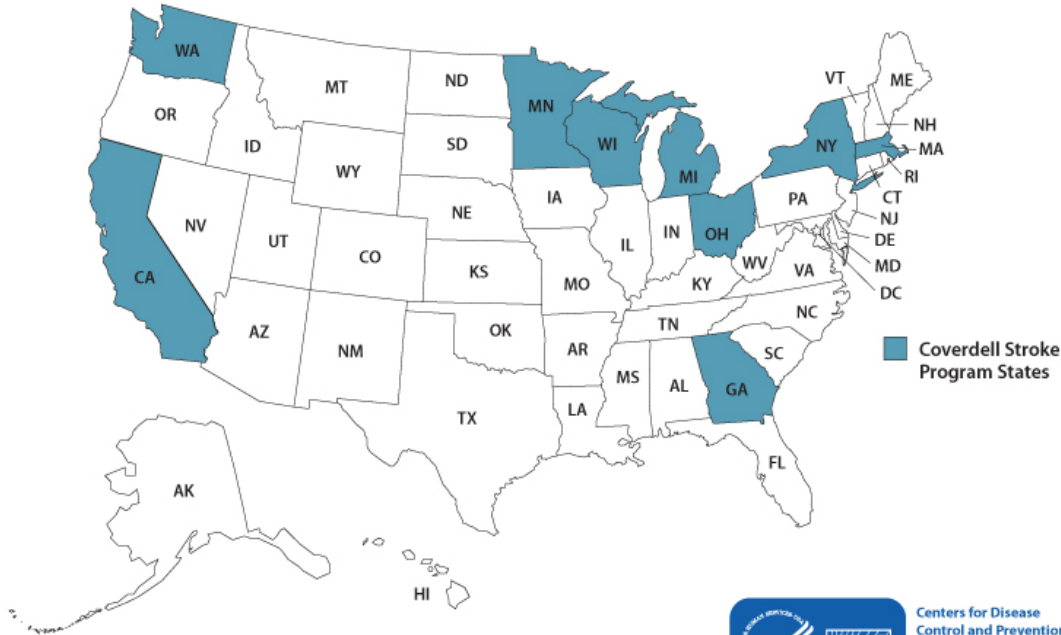 WA
MT
ND
MN
VT
ME
OR
ID
SD
WI
NY
NH
MA
WY
MI
RI
CT
IA
PA
NJ
NE
NV
OH
DE
IL
IN
UT
CO
WV
MD
CA
KS
VA
MO
KY
DC
NC
TN
OK
AZ
AR
NM
SC
Coverdell Stroke
Program States
MS
AL
GA
LA
TX
FL
AK
HI
Centers for Disease
Control and Prevention